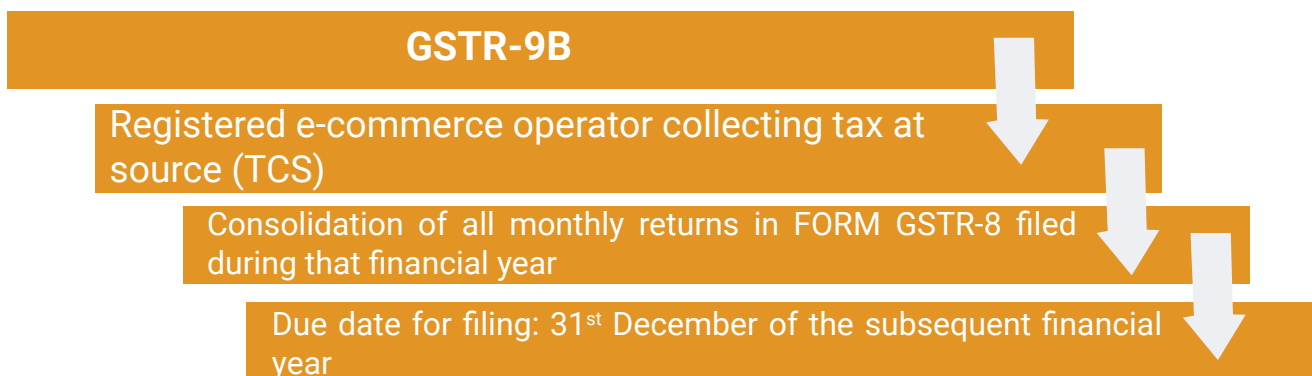 GSTR-9B
Registered e-commerce operator collecting tax at
source (TCS)
Consolidation of all monthly returns in FORM GSTR-8 filed
during that financial year
Due date for filing: 31st December of the subsequent financial
year